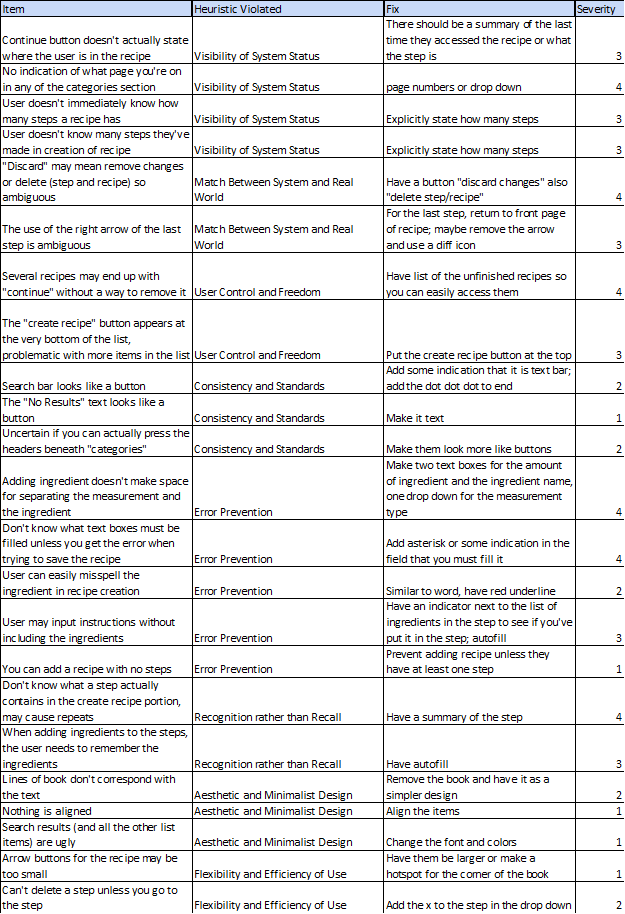 Item Heuristic Violated Fix Severity
There should be a summary of the last
Continue button doesn't actually state time they accessed the recipe or what
where the user is in the recipe Visibility of System Status the step is 3
No indication of what page you're on
in any of the categories section Visibility of System Status page numbers or drop down 4
User doesn't immediately know how
many steps a recipe has Visibility of System Status Explicitly state how many steps 3
User doesn't know many steps they've
made in creation of recipe Visibility of System Status Explicitly state how many steps 3
"Discard" may mean remove changes
or delete (step and recipe) so Match Between System and Real Have a button "discard changes" also
ambiguous World "delete step/recipe" 4
For the last step, return to front page
The use of the right arrow of the last Match Between System and Real of recipe; maybe remove the arrow
step is ambiguous World and use a diff icon 3
Several recipes may end up with Have list of the unfinished recipes so
"continue" without a way to remove it User Control and Freedom you can easily access them 4
The "create recipe" button appears at
the very bottom of the list,
problematic with more items in the list User Control and Freedom Put the create recipe button at the top 3
Add some indication that it is text bar;
Search bar looks like a button Consistency and Standards add the dot dot dot to end 2
The "No Results" text looks like a
button Consistency and Standards Make it text 1
Uncertain if you can actually press the
headers beneath "categories" Consistency and Standards Make them look more like buttons 2
Make two text boxes for the amount
Adding ingredient doesn't make space of ingredient and the ingredient name,
for separating the measurement and one drop down for the measurement
the ingredient Error Prevention type 4
Don't know what text boxes must be
filled unless you get the error when Add asterisk or some indication in the
trying to save the recipe Error Prevention field that you must fill it 4
User can easily misspell the
ingredient in recipe creation Error Prevention Similar to word, have red underline 2
Have an indicator next to the list of
User may input instructions without ingredients in the step to see if you've
including the ingredients Error Prevention put it in the step; autofill 3
Prevent adding recipe unless they
You can add a recipe with no steps Error Prevention have at least one step 1
Don't know what a step actually
contains in the create recipe portion,
may cause repeats Recognition rather than Recall Have a summary of the step 4
When adding ingredients to the steps,
the user needs to remember the
ingredients Recognition rather than Recall Have autofill 3
Lines of book don't correspond with Remove the book and have it as a
the text Aesthetic and Minimalist Design simpler design 2
Nothing is aligned Aesthetic and Minimalist Design Align the items 1
Search results (and all the other list
items) are ugly Aesthetic and Minimalist Design Change the font and colors 1
Arrow buttons for the recipe may be Have them be larger or make a
too small Flexibility and Efficiency of Use hotspot for the corner of the book 1
Can't delete a step unless you go to
the step Flexibility and Efficiency of Use Add the x to the step in the drop down 2